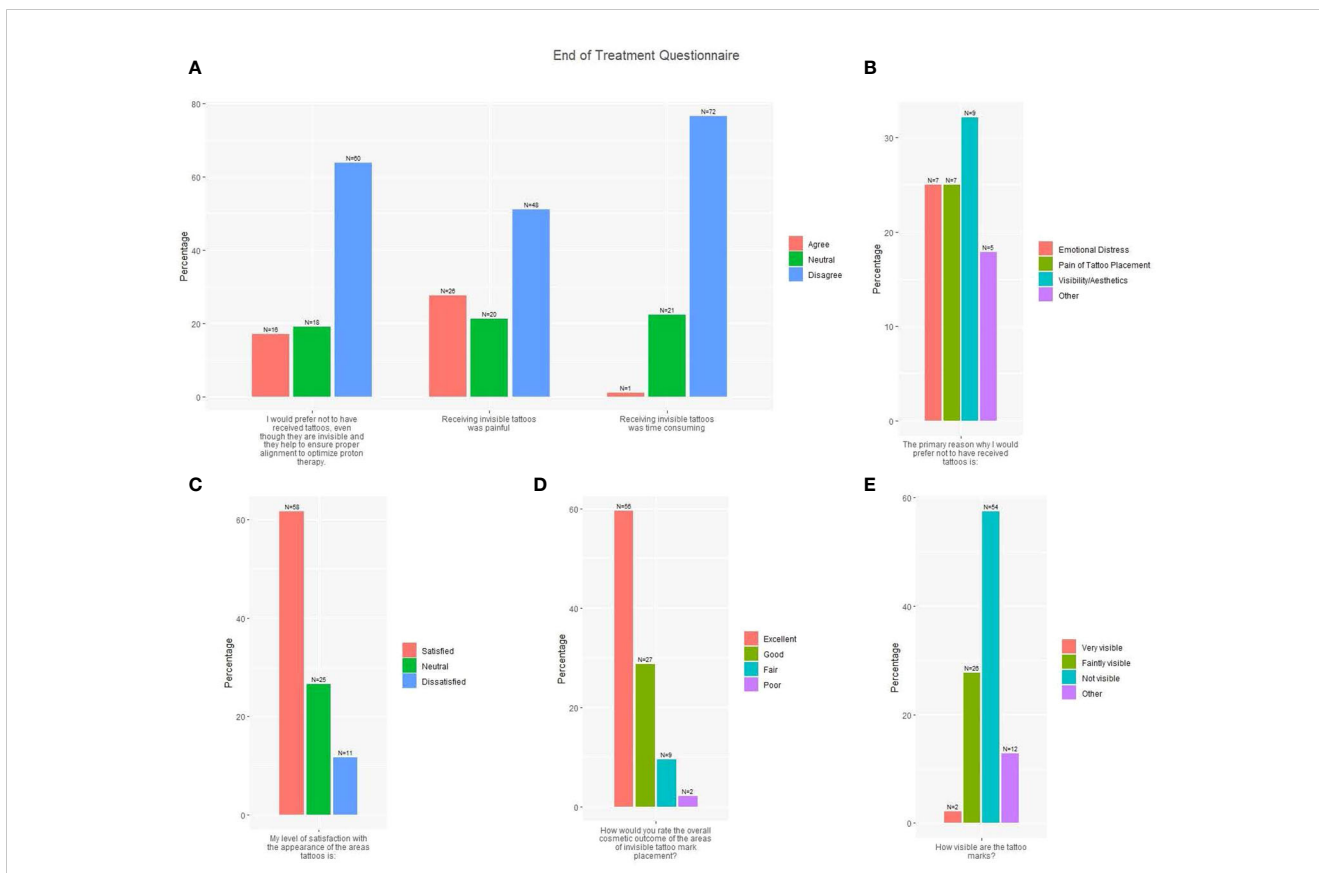 End of Treatment Questionnaire
A
80
60
40
20
0
Percentage
N=16
N=18
N=60
N=26
N=20
N=48
N=1
N=21
N=72
I would prefer not to have
received tattoos, even
though they are invisible and
they help to ensure proper
alignment to optimize proton
therapy.
Receiving invisible tattoos
was painful
Receiving invisible tattoos
was time consuming
Agree
Neutral
Disagree
B
30
20
10
0
Percentage
N=7
N=7
N=9
N=5
The primary reason why I would
prefer not to have received
tattoos is:
Emotional Distress
Pain of Tattoo Placement
Visibility/Aesthetics
Other
C
60
40
20
0
Percentage
N=58
N=25
N=11
My level of satisfaction with
the appearance of the areas
tattoos is:
Satisfied
Neutral
Dissatisfied
D
60
40
20
0
Percentage
N=56
N=27
N=9
N=2
How would you rate the overall
cosmetic outcome of the areas
of invisible tattoo mark
placement?
Excellent
Good
Fair
Poor
E
60
40
20
0
Percentage
N=2
N=26
N=54
N=12
How visible are the tattoo
marks?
Very visible
Faintly visible
Not visible
Other